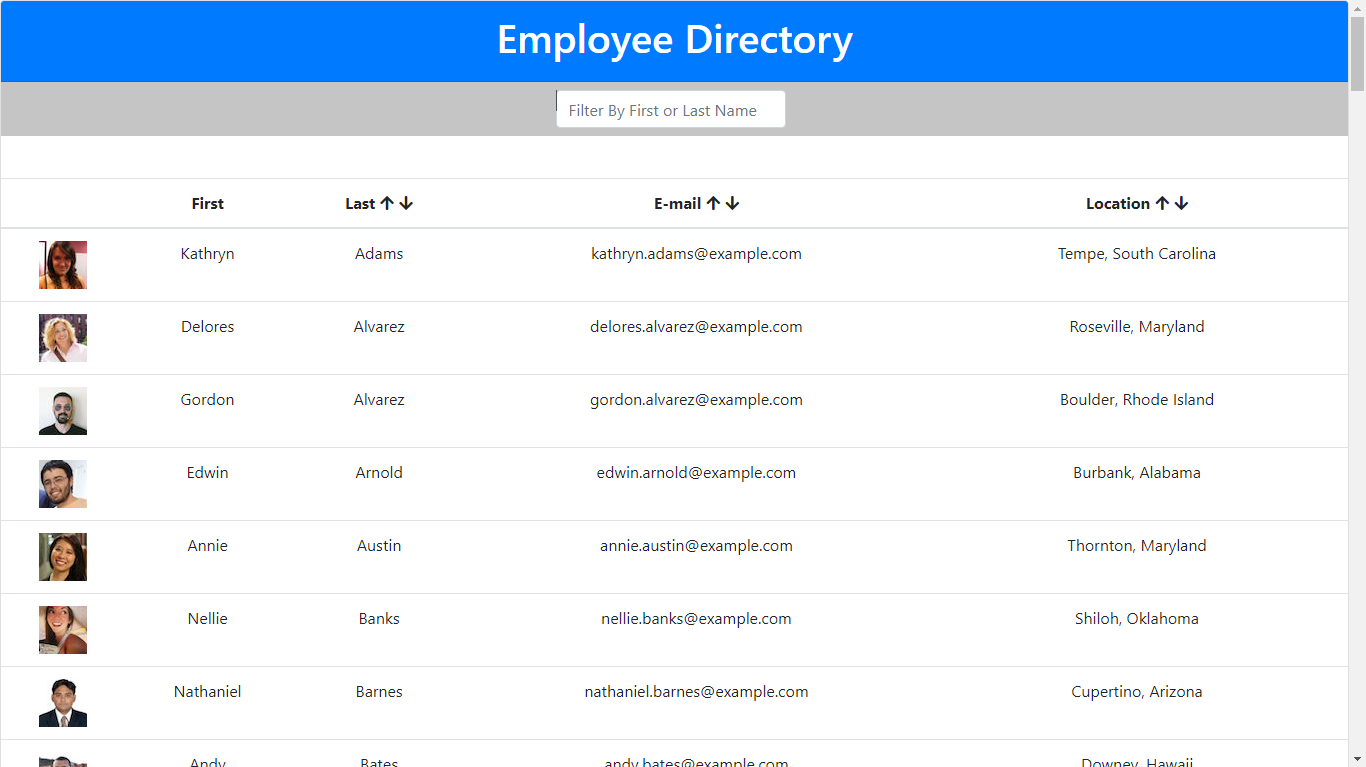 Employee Directory
Filter By First or Last Name
First Last E-mail Location
Kathryn Adams kathryn.adams@example.com Tempe, South Carolina
Delores Alvarez delores.alvarez@example.com Roseville, Maryland
Gordon Alvarez gordon.alvarez@example.com Boulder, Rhode Island
Edwin Arnold edwin.arnold@example.com Burbank, Alabama
Annie Austin annie.austin@example.com Thornton, Maryland
Nellie Banks nellie.banks@example.com Shiloh, Oklahoma
Nathaniel Barnes nathaniel.barnes@example.com Cupertino, Arizona
Andy Bates andy.bates@example.com Downey, Hawaii